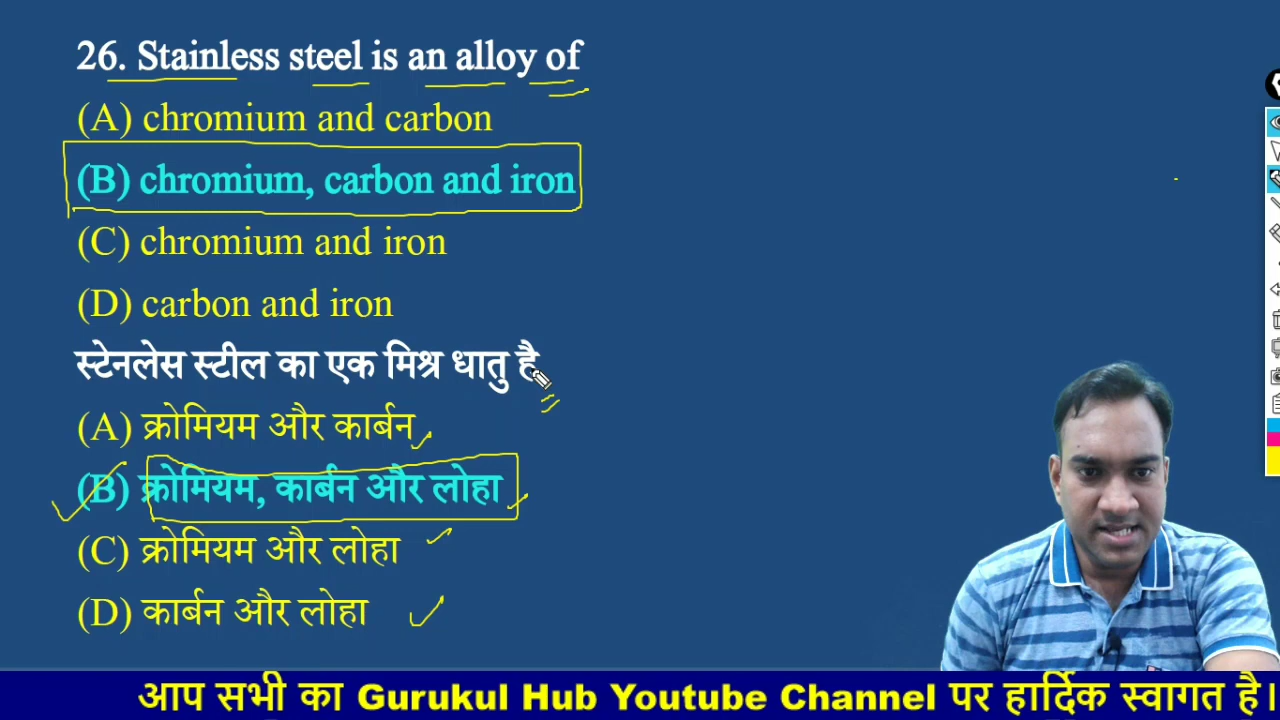 26. Stainless steel is an alloy of
(A) chromium and carbon
(B) chromium, carbon and iron
(C) chromium and iron
(D) carbon and iron
स्टेनलेस स्टील का एक मिश्र धातु है
(A) क्रोमियम और कार्बन
(B) क्रोमियम, कार्बन और लोहा
(C) क्रोमियम और लोहा
(D) कार्बन और लोहा
आप सभी का Gurukul Hub Youtube Channel पर हार्दिक स्वागत है।